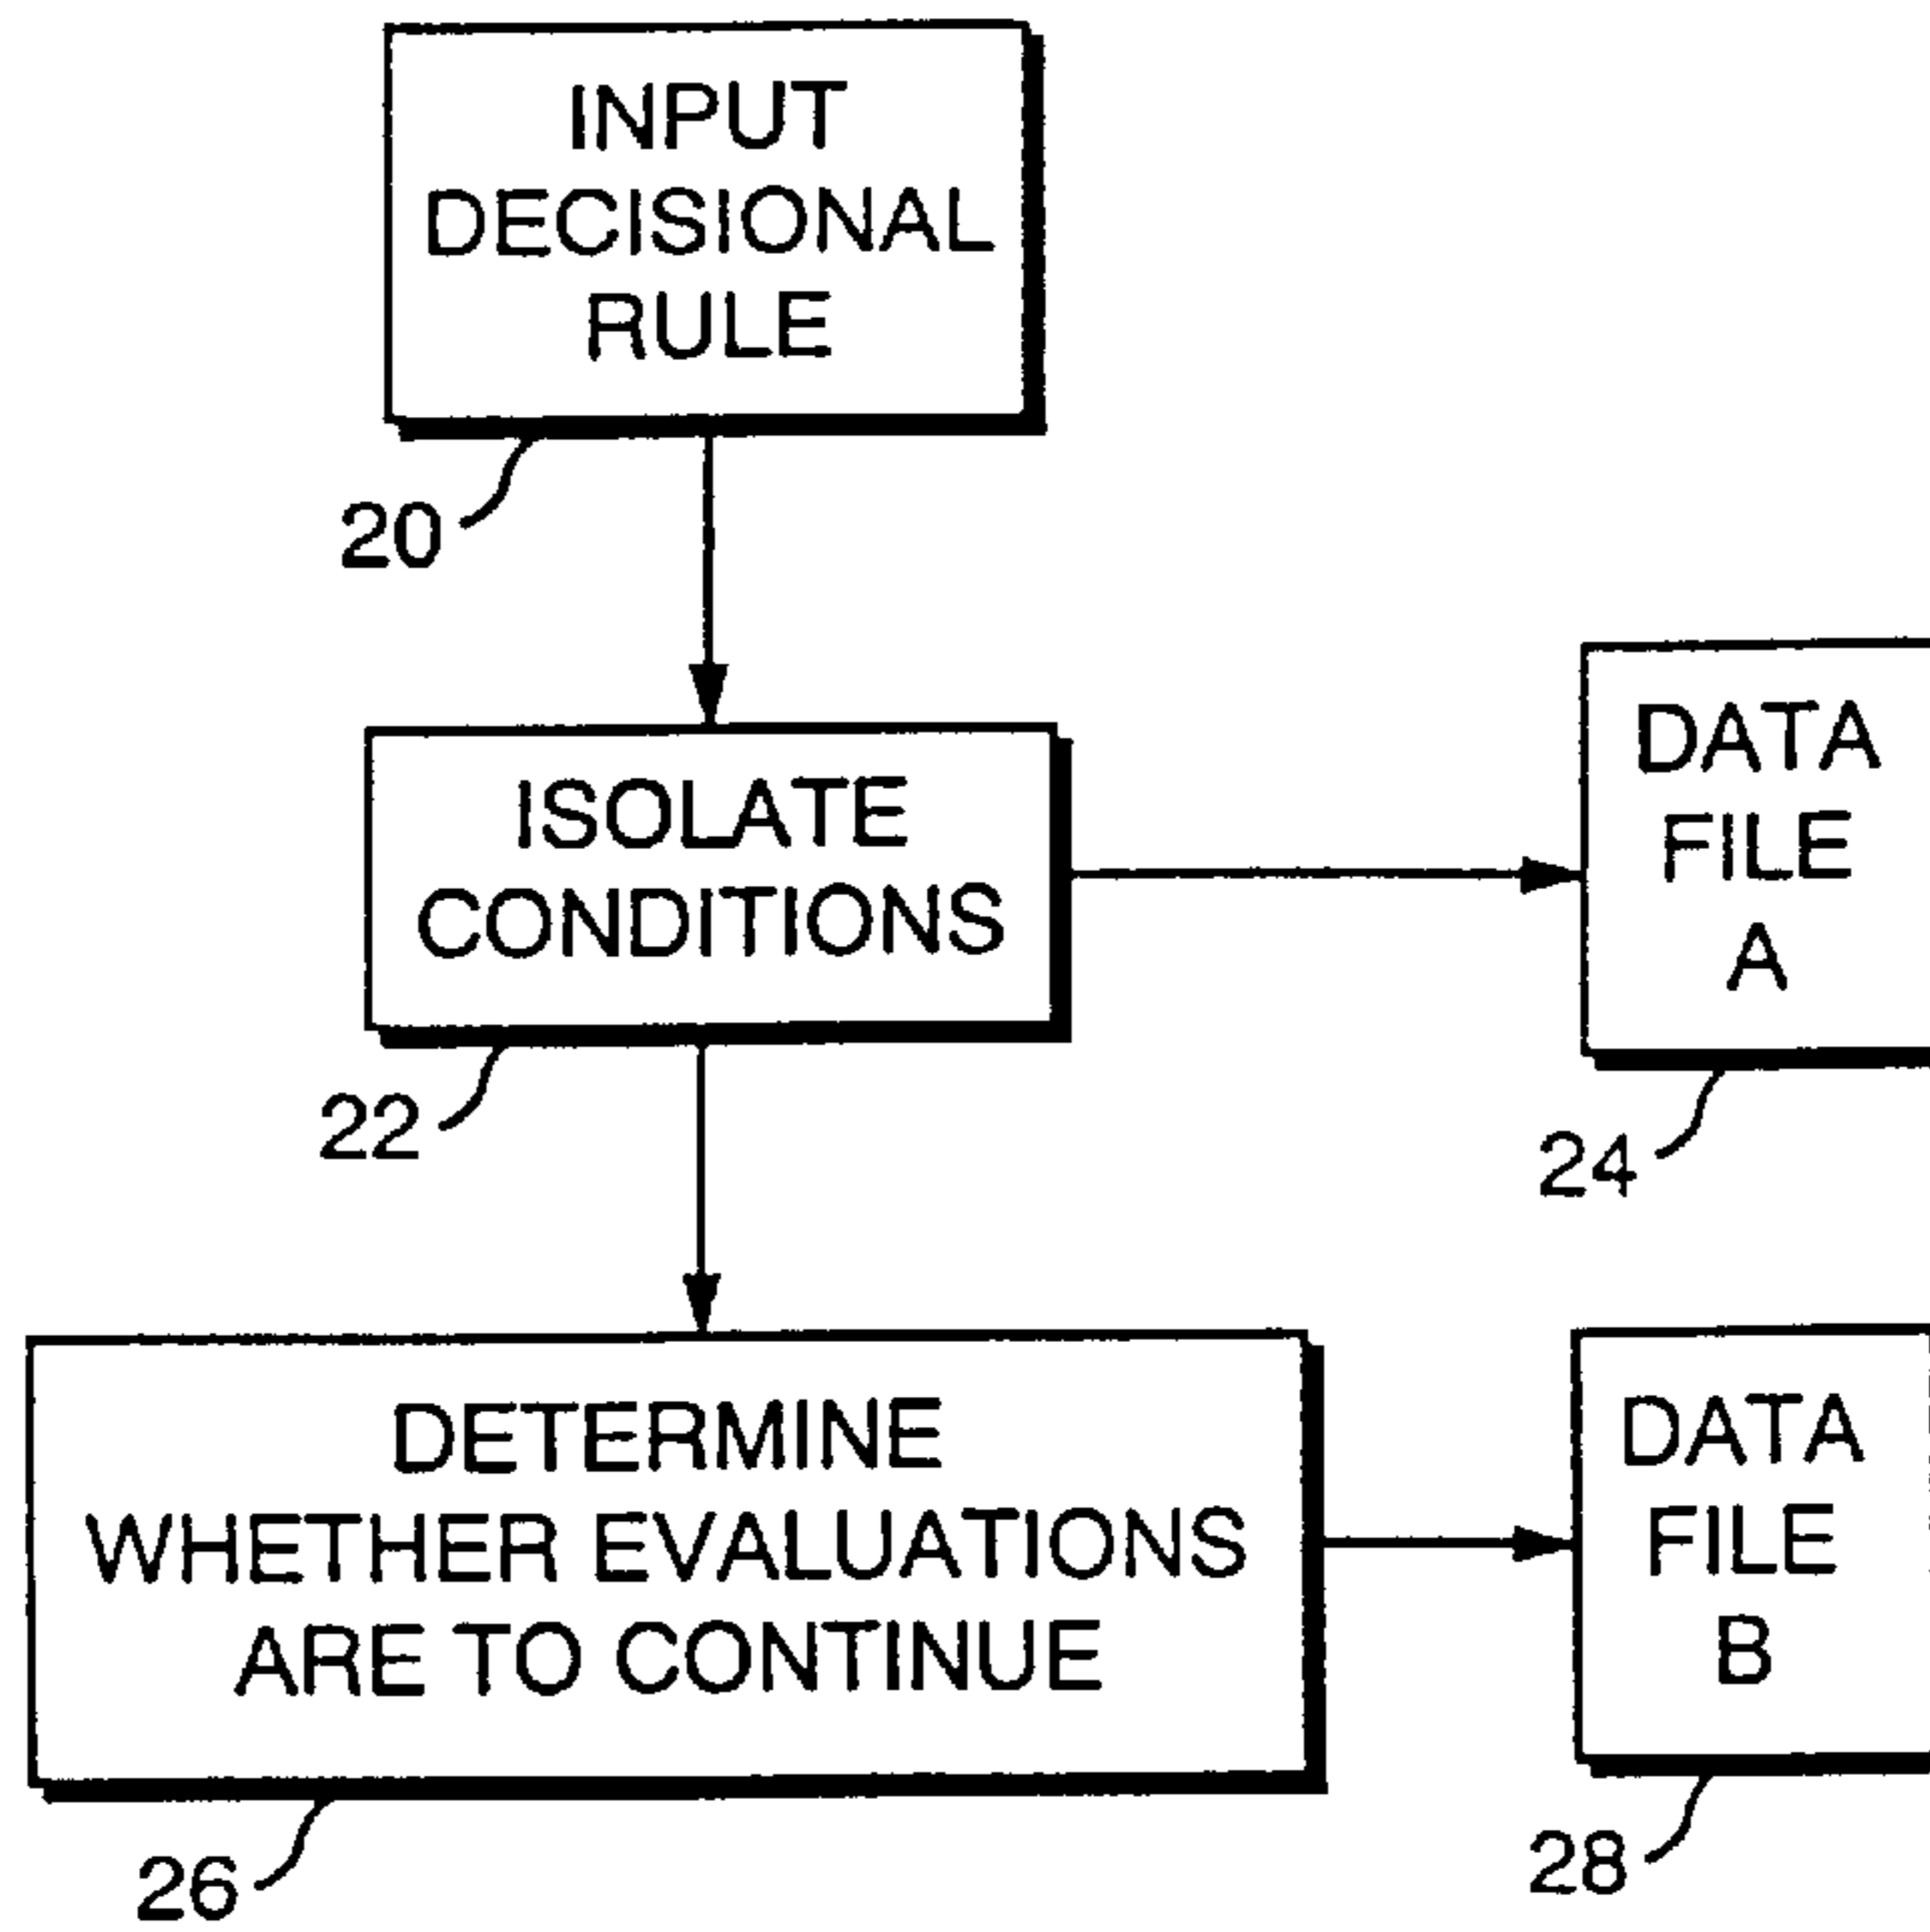 INPUT
DECISIONAL
RULE
20
ISOLATE
CONDITIONS
22
DATA
FILE
A
24
DETERMINE
WHETHER EVALUATIONS
ARE TO CONTINUE
26
DATA
FILE
B
28